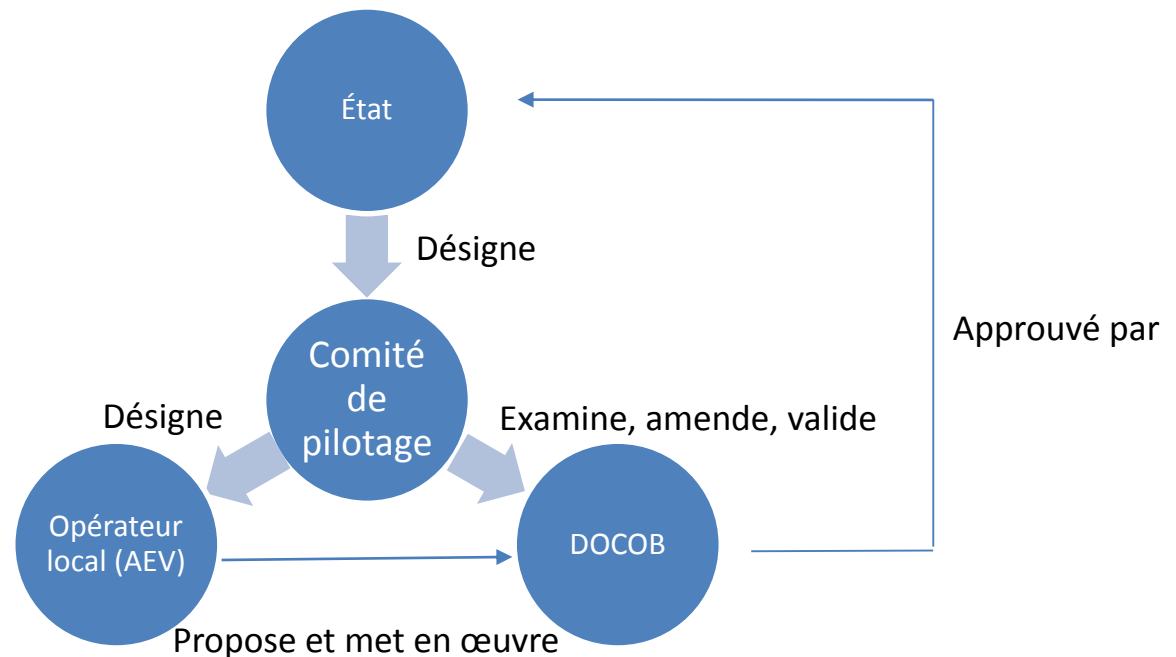 État
Désigne
Approuvé par
Comité
de
pilotage
Désigne
Examine, amende, valide
Opérateur
local (AEV)
DOCOB
Propose et met en œuvre